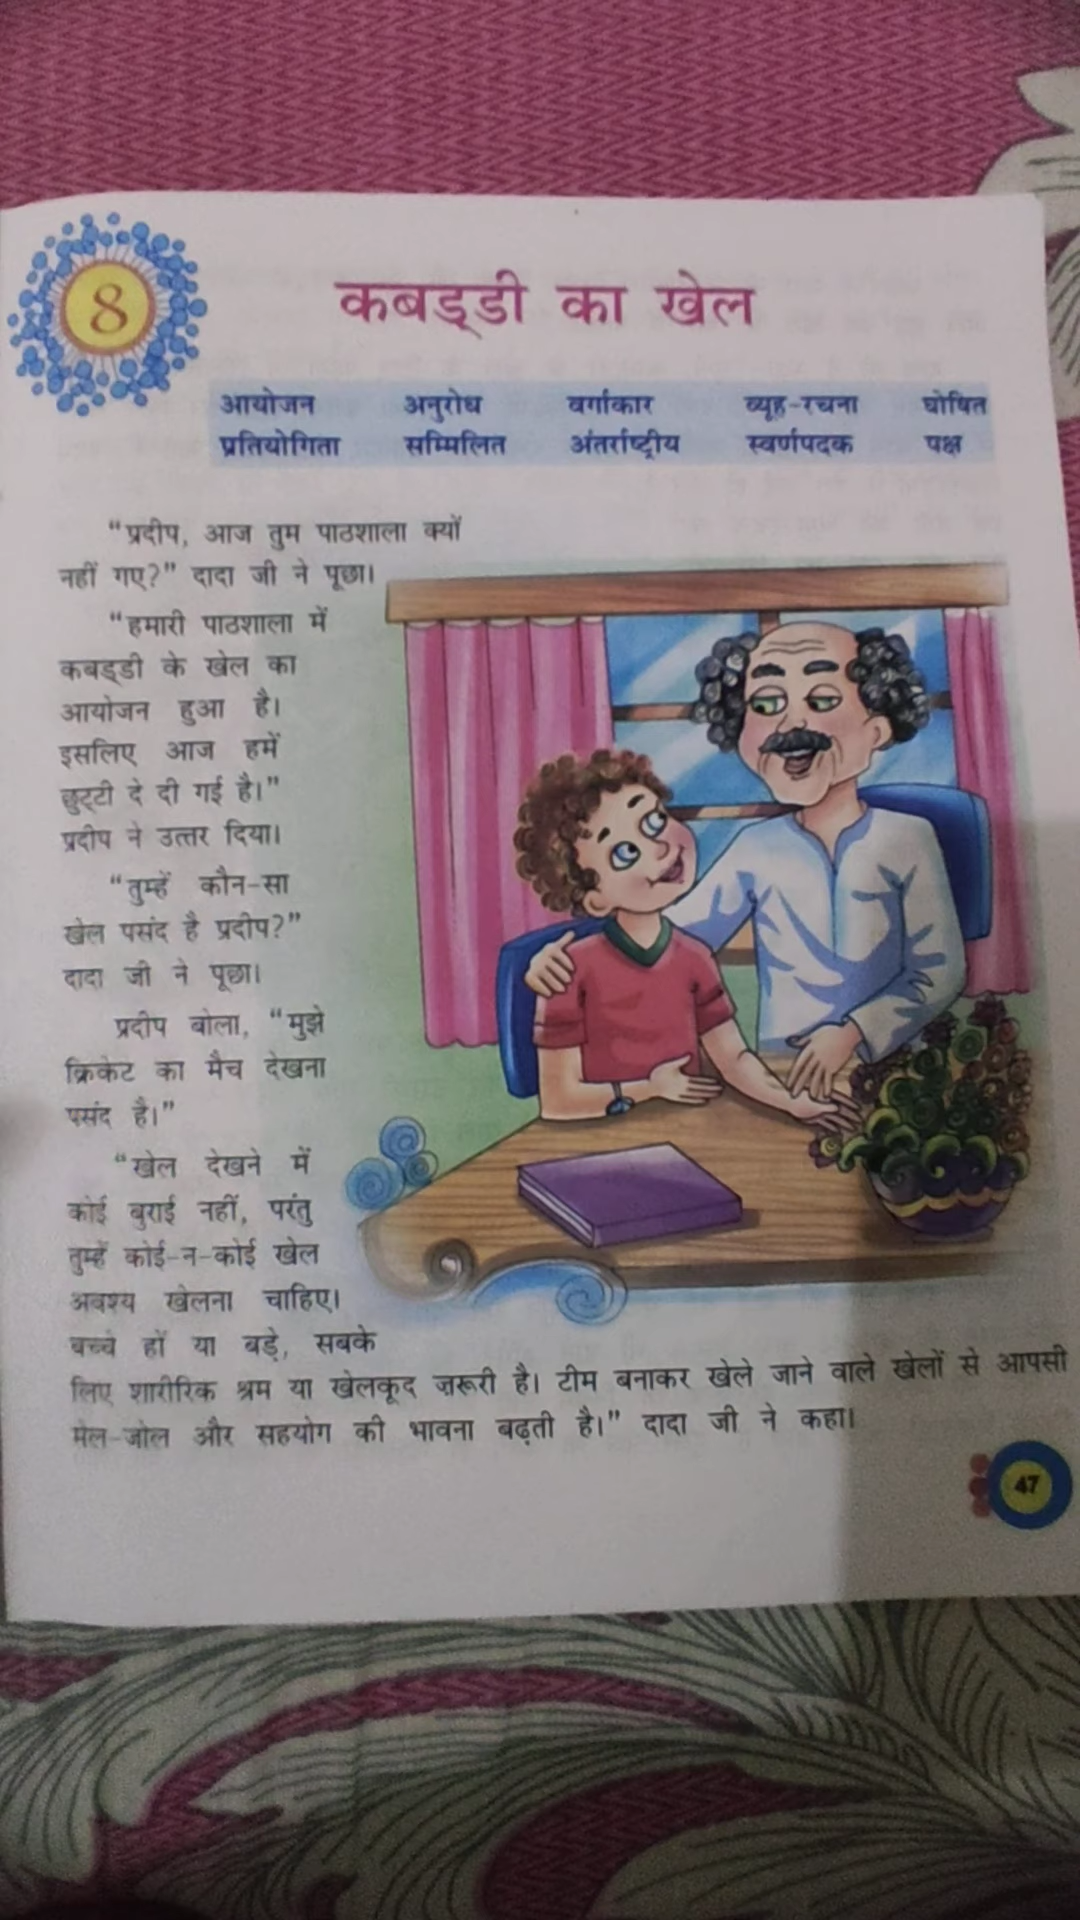 8
कबड्डी का खेल
आयोजन अनुरोध वर्गाकार व्यूह-रचना घोषित
प्रतियोगिता सम्मिलित अंतर्राष्ट्रीय स्वर्णपदक पक्ष
“प्रदीप, आज तुम पाठशाला क्यों
नहीं गए?” दादा जी ने पूछा।
“हमारी पाठशाला में
कबड्डी के खेल का
आयोजन हुआ है।
इसलिए आज हमें
छुट्टी दे दी गई है।”
प्रदीप ने उत्तर दिया।
“तुम्हें कौन-सा
खेल पसंद है प्रदीप?”
दादा जी ने पूछा।
प्रदीप बोला, “मुझे
क्रिकेट का मैच देखना
पसंद है।”
“खेल देखने में
कोई बुराई नहीं, परंतु
तुम्हें कोई-न-कोई खेल
अवश्य खेलना चाहिए।
बच्चे हों या बड़े, सबके
लिए शारीरिक श्रम या खेलकूद ज़रूरी है। टीम बनाकर खेले जाने वाले खेलों से आपसी
मेल-जोल और सहयोग की भावना बढ़ती है।” दादा जी ने कहा।
47